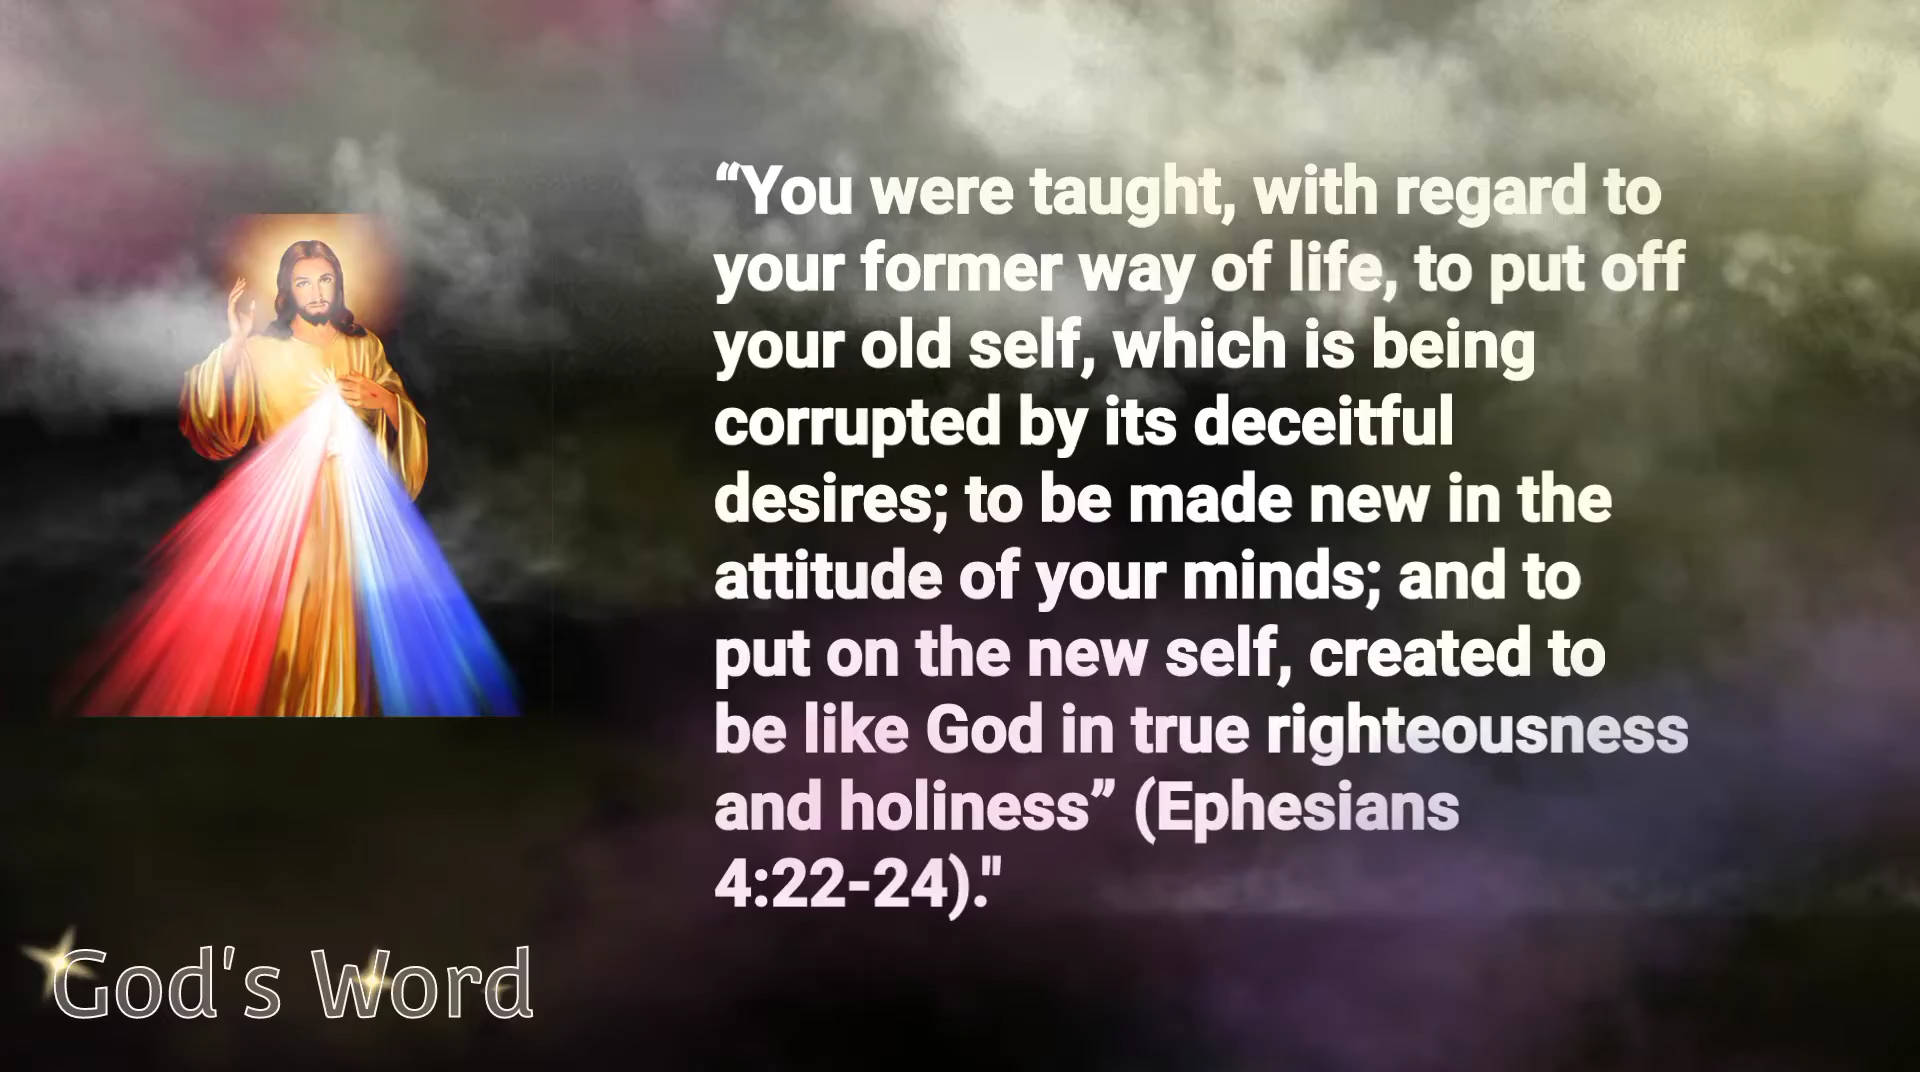 “You were taught, with regard to
your former way of life, to put off
your old self, which is being
corrupted by its deceitful
desires; to be made new in the
attitude of your minds; and to
put on the new self, created to
be like God in true righteousness
and holiness” (Ephesians
4:22-24)."
God's Word